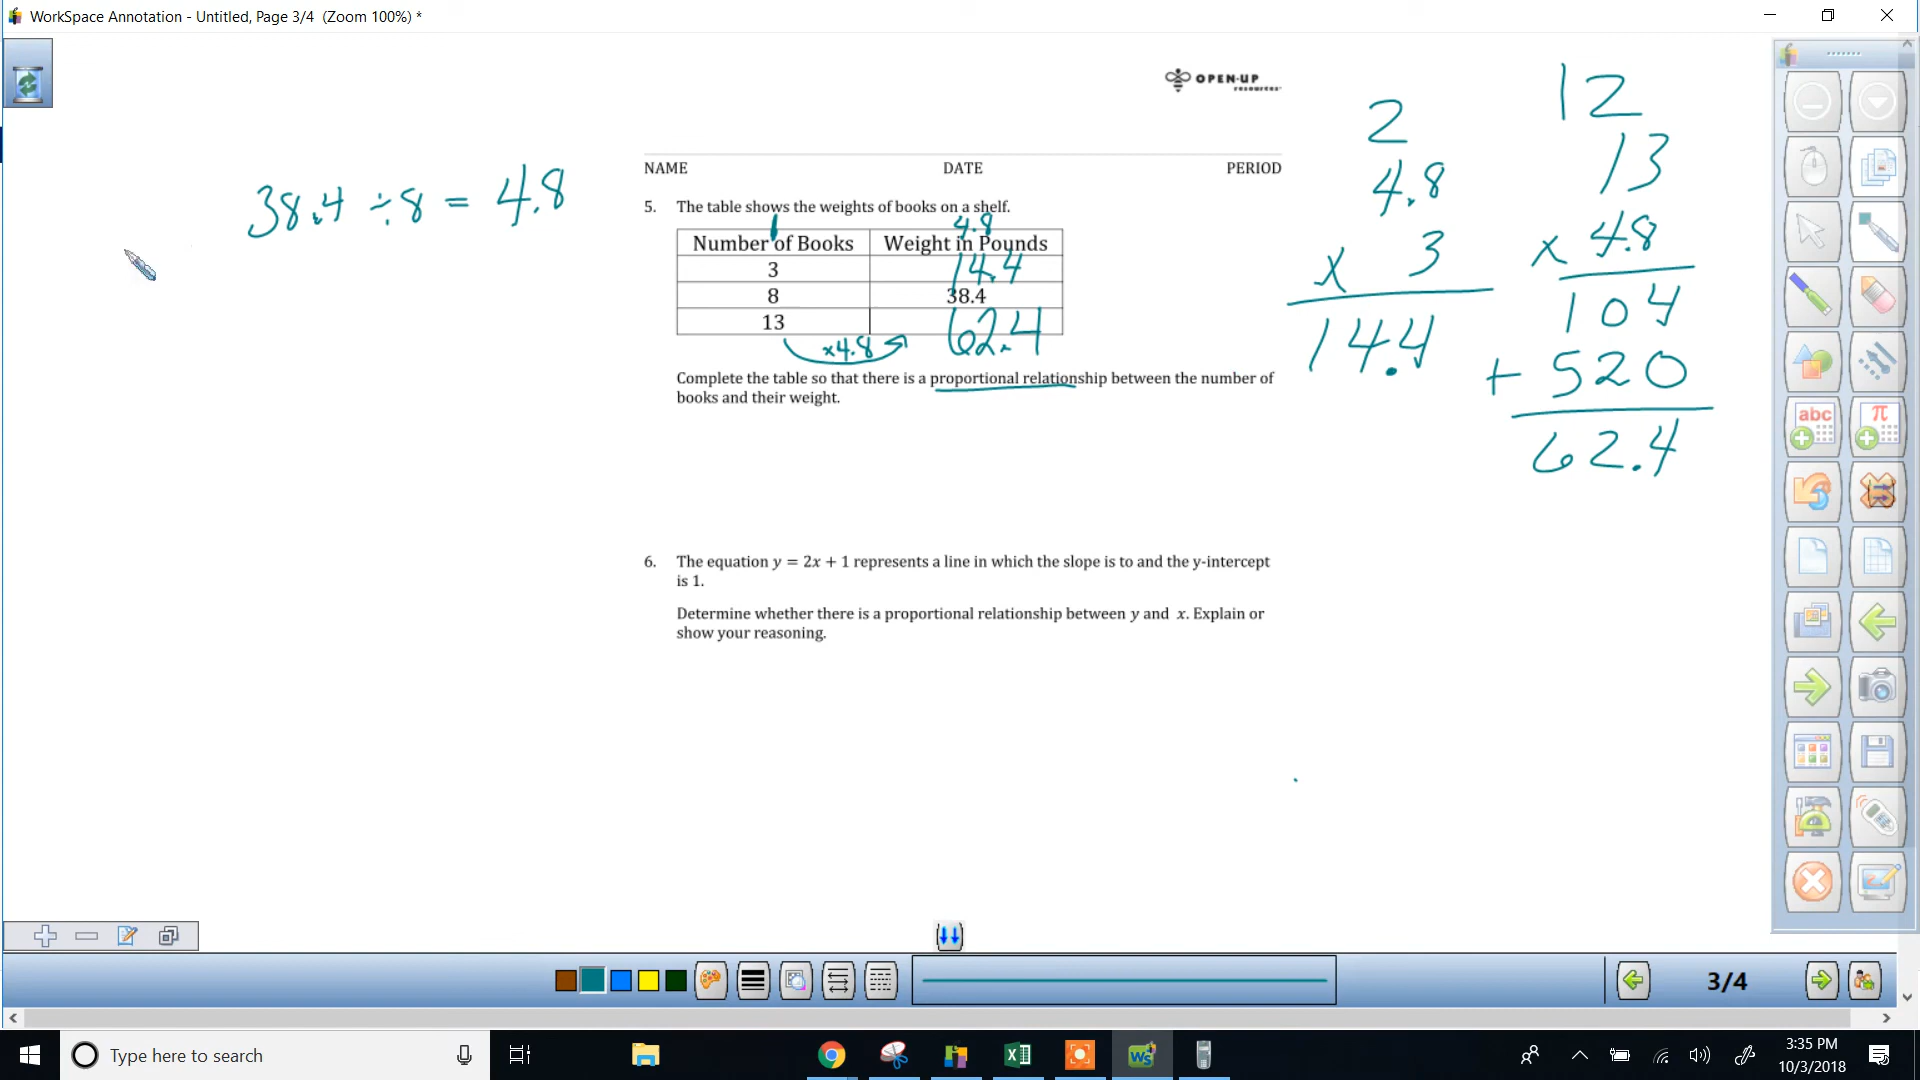 WorkSpace Annotation - Untitled, Page 3/4 (Zoom 100%) *
OPEN-UP
resources
NAME DATE PERIOD
38.4 ÷ 8 = 4.8
5. The table shows the weights of books on a shelf.
1 4.8
Number of Books Weight in Pounds
3 14.4
8 38.4
13 62.4
x4.8
Complete the table so that there is a proportional relationship between the number of
books and their weight.
2
4.8
x 3
14.4
12
13
x 4.8
104
+ 520
62.4
6. The equation y = 2x + 1 represents a line in which the slope is to and the y-intercept
is 1.
Determine whether there is a proportional relationship between y and x. Explain or
show your reasoning.
abc
π
3/4
Type here to search
X
WS
3:35 PM
10/3/2018